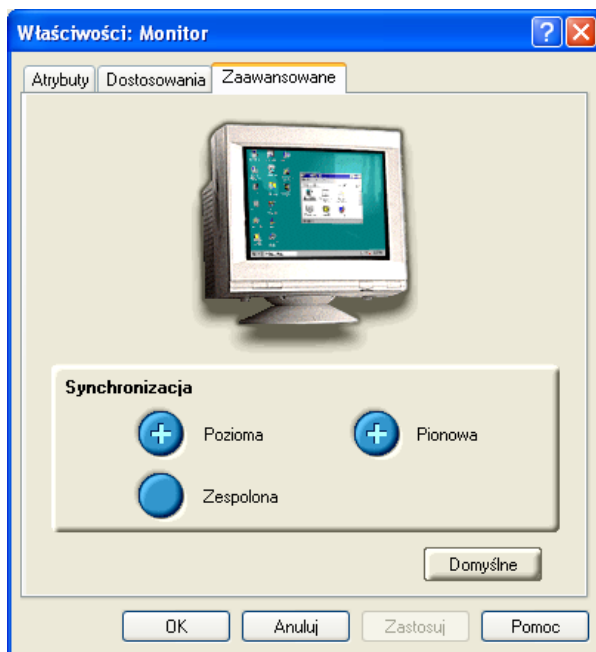 Właściwości: Monitor
Atrybuty Dostosowania Zaawansowane
Synchronizacja
Pozioma Pionowa
Zespolona
Domyślne
OK Anuluj Zastosuj Pomoc